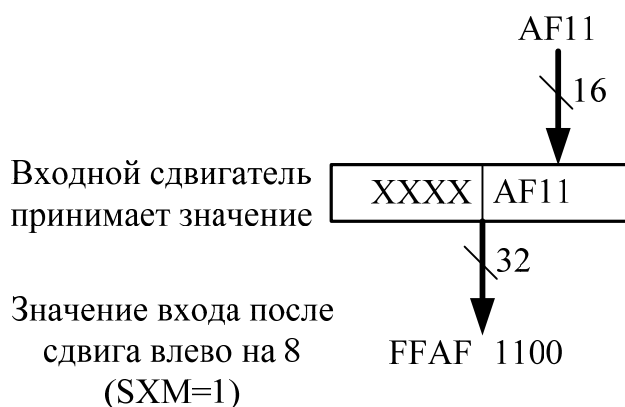 AF11
16
Входной сдвигатель
принимает значение
XXXX AF11
32
Значение входа после
сдвига влево на 8
(SXM=1)
FFAF 1100